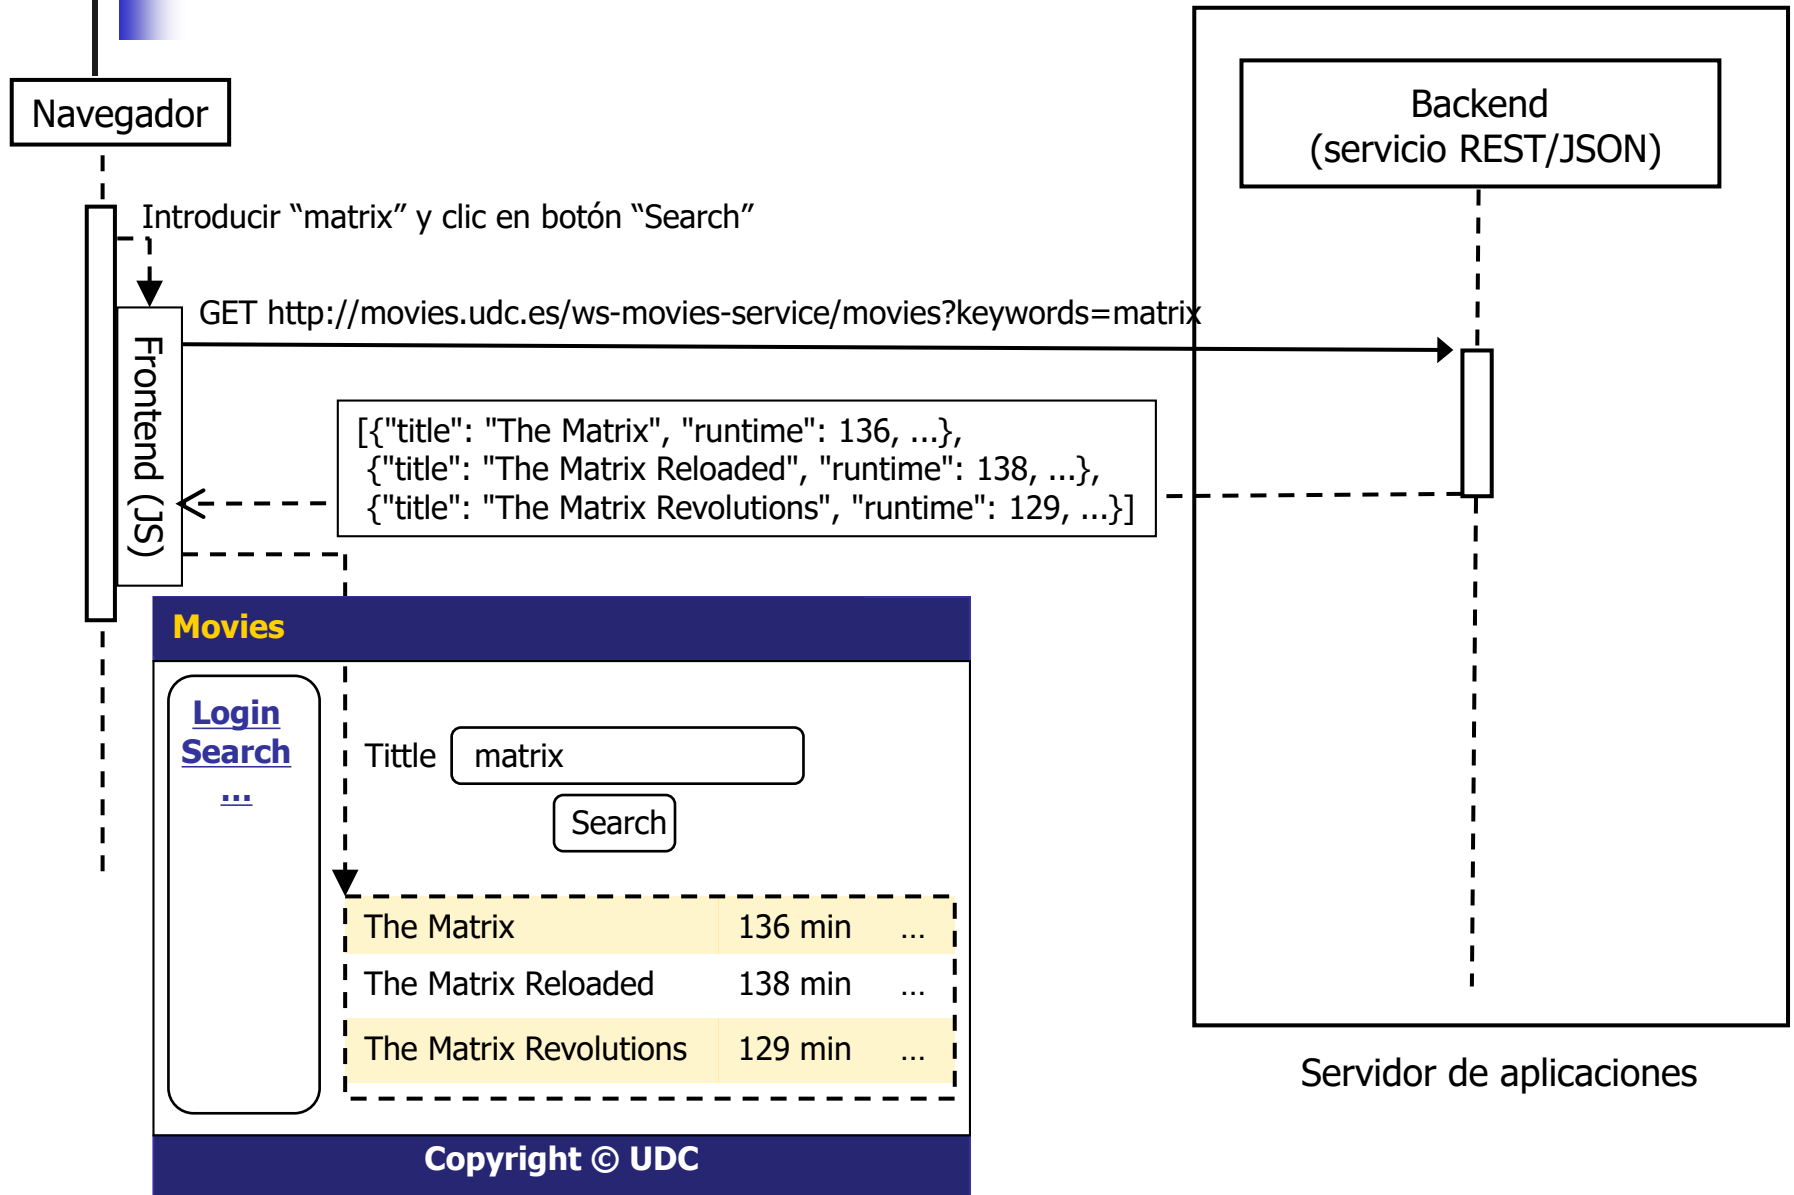 Navegador
Backend
(servicio REST/JSON)
Introducir “matrix” y clic en botón “Search”
GET http://movies.udc.es/ws-movies-service/movies?keywords=matrix
Frontend (JS)
[{"title": "The Matrix", "runtime": 136, ...},
{"title": "The Matrix Reloaded", "runtime": 138, ...},
{"title": "The Matrix Revolutions", "runtime": 129, ...}]
Movies
Login
Search
...
Tittle matrix
Search
The Matrix 136 min ...
The Matrix Reloaded 138 min ...
The Matrix Revolutions 129 min ...
Servidor de aplicaciones
Copyright © UDC